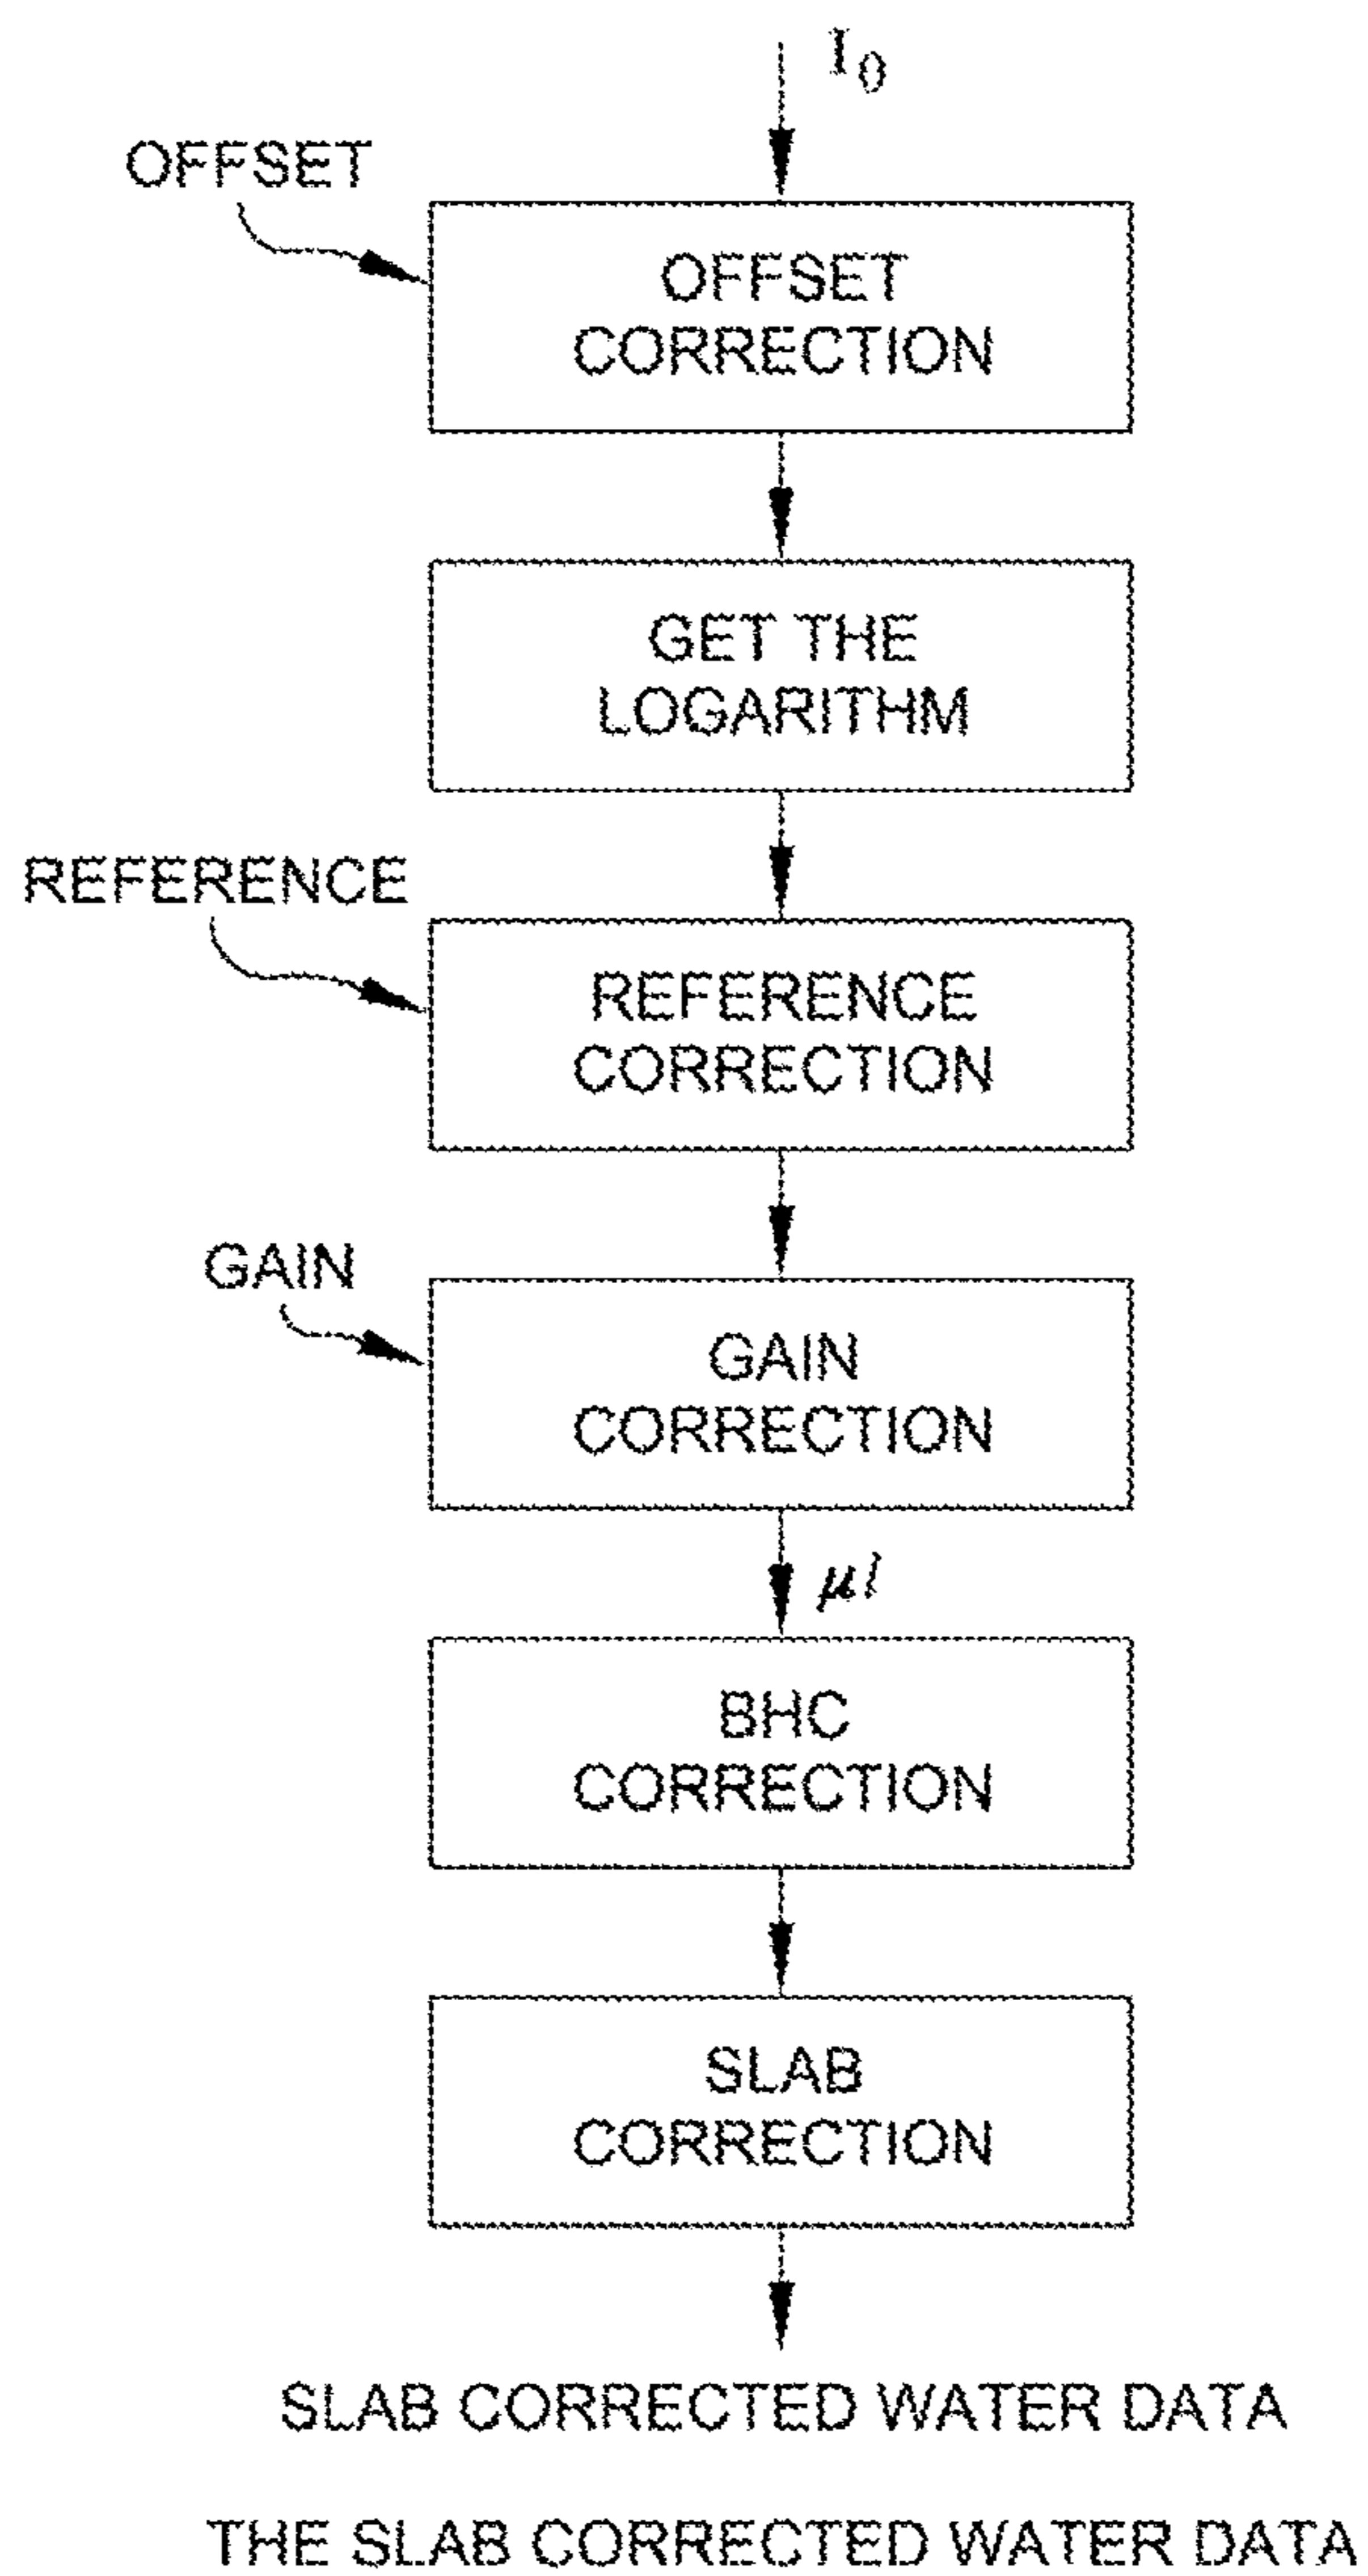 I0
OFFSET
OFFSET
CORRECTION
GET THE
LOGARITHM
REFERENCE
REFERENCE
CORRECTION
GAIN
GAIN
CORRECTION
μl
BHC
CORRECTION
SLAB
CORRECTION
SLAB CORRECTED WATER DATA
THE SLAB CORRECTED WATER DATA